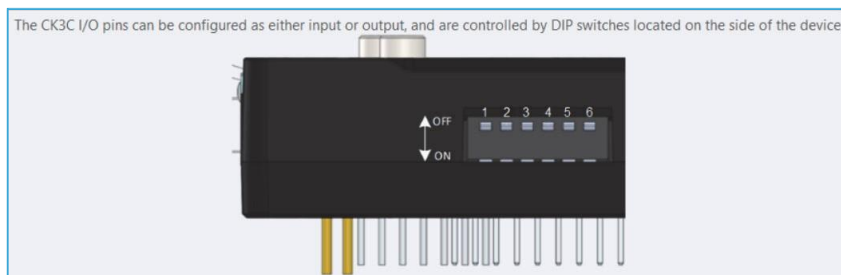 The CK3C I/O pins can be configured as either input or output, and are controlled by DIP switches located on the side of the device
1 2 3 4 5 6
OFF
ON